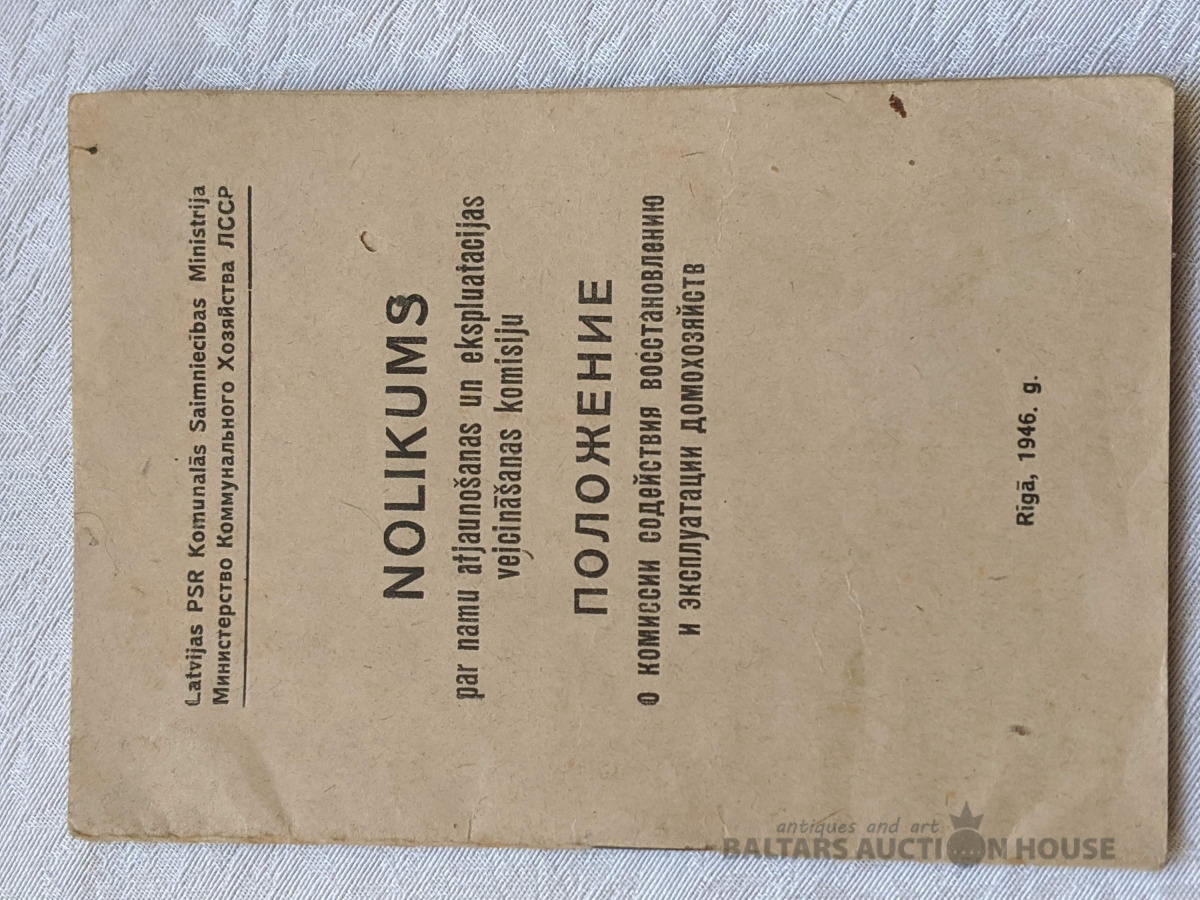 Latvijas PSR Komunalās Saimniecības Ministrija
Министерство Коммунального Хозяйства ЛССР
NOLIKUMS
par namu atjaunošanas un ekspluatacijas
veicināšanas komisiju
ПОЛОЖЕНИЕ
о комиссии содействия восстановлению
и эксплуатации домохозяйств
Rīgā, 1946. g.
antiques and art
BALTARS AUCTION HOUSE